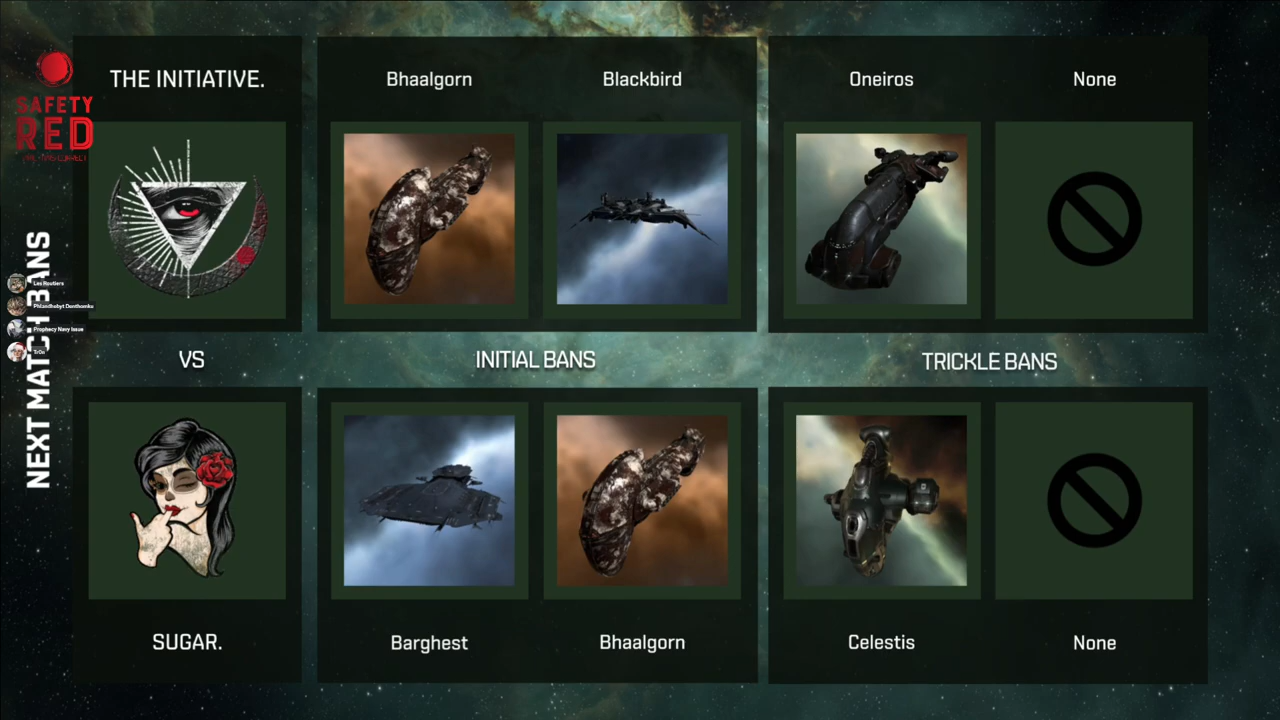 THE INITIATIVE.
Bhaalgorn
Blackbird
Oneiros
None
SAFETY
RED
NEXT MATCH BANS
Les Routiers
Prophecy Navy Issue
VS
INITIAL BANS
TRICKLE BANS
SUGAR.
Barghest
Bhaalgorn
Celestis
None